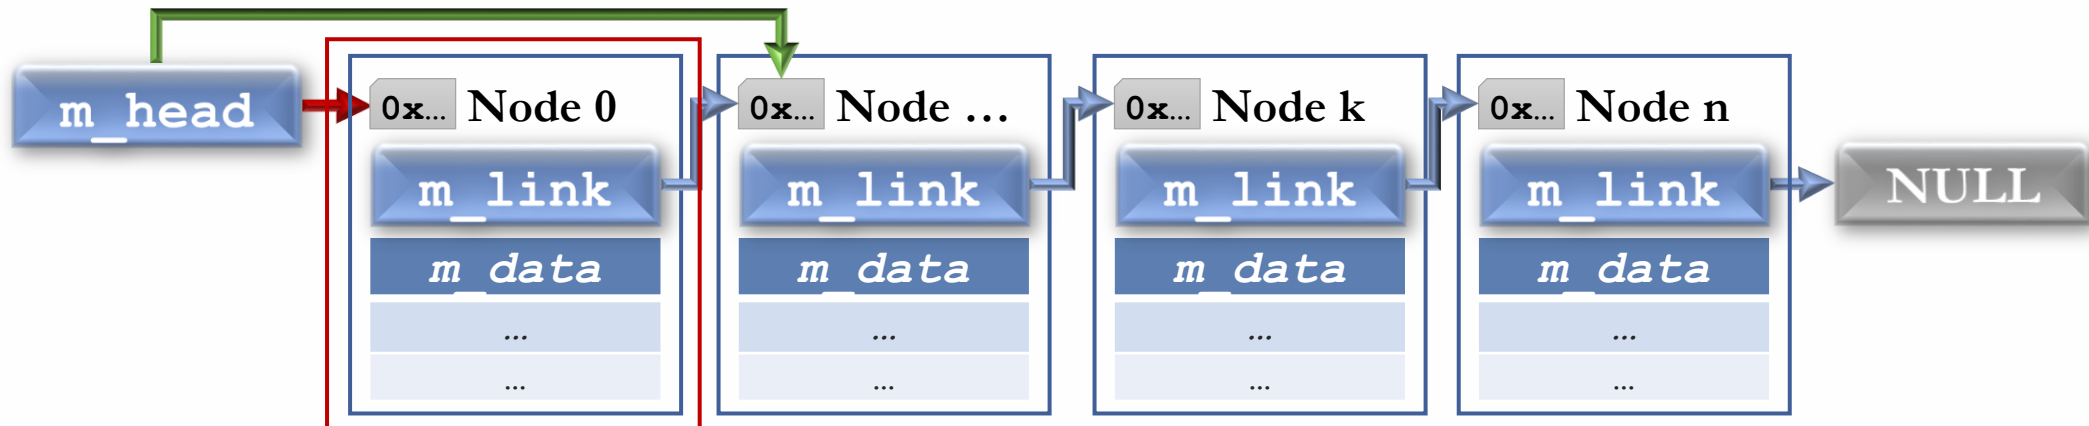 m_head
0x... Node 0
0x... Node ...
0x... Node k
0x... Node n
m_link
m_link
m_link
m_link
NULL
m_data
m_data
m_data
m_data
...
...
...
...
...
...
...
...